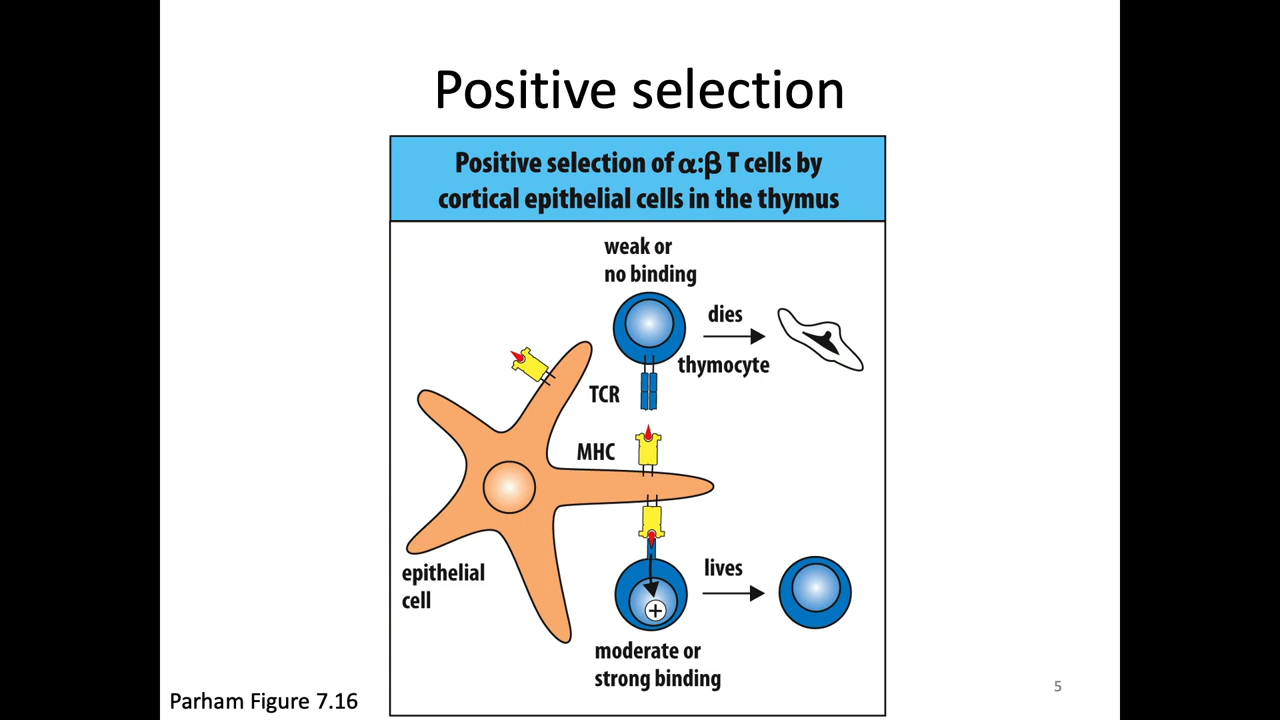 Positive selection
Positive selection of α:β T cells by
cortical epithelial cells in the thymus
weak or
no binding
dies
thymocyte
TCR
MHC
epithelial
cell
lives
+
moderate or
strong binding
Parham Figure 7.16
5